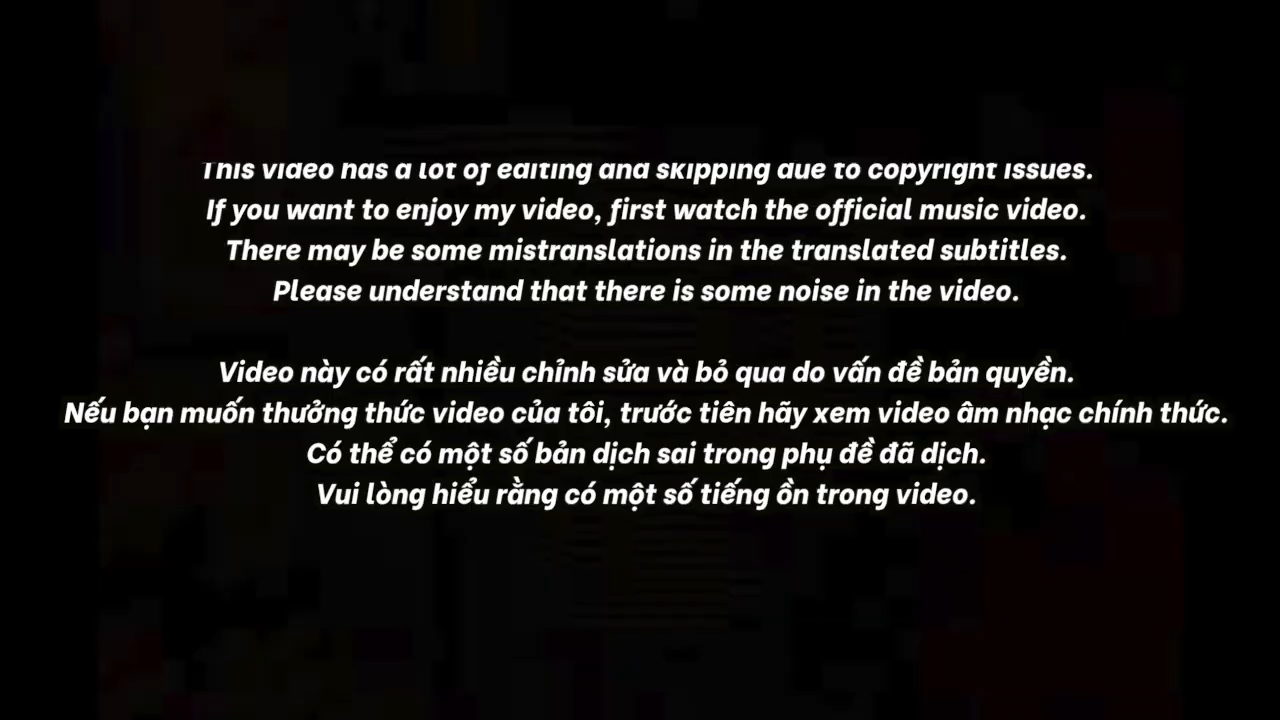 This video has a lot of editing and skipping due to copyright issues.
If you want to enjoy my video, first watch the official music video.
There may be some mistranslations in the translated subtitles.
Please understand that there is some noise in the video.
Video này có rất nhiều chỉnh sửa và bỏ qua do vấn đề bản quyền.
Nếu bạn muốn thưởng thức video của tôi, trước tiên hãy xem video âm nhạc chính thức.
Có thể có một số bản dịch sai trong phụ đề đã dịch.
Vui lòng hiểu rằng có một số tiếng ồn trong video.